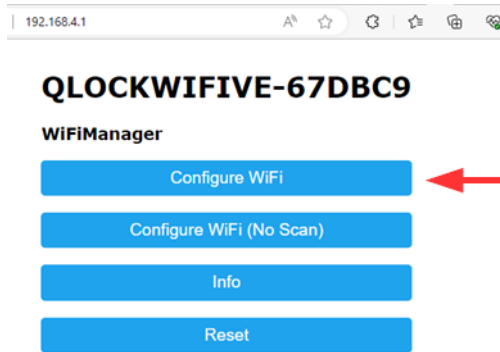 192.168.4.1
QLOCKWIFIVE-67DBC9
WiFiManager
Configure WiFi
Configure WiFi (No Scan)
Info
Reset